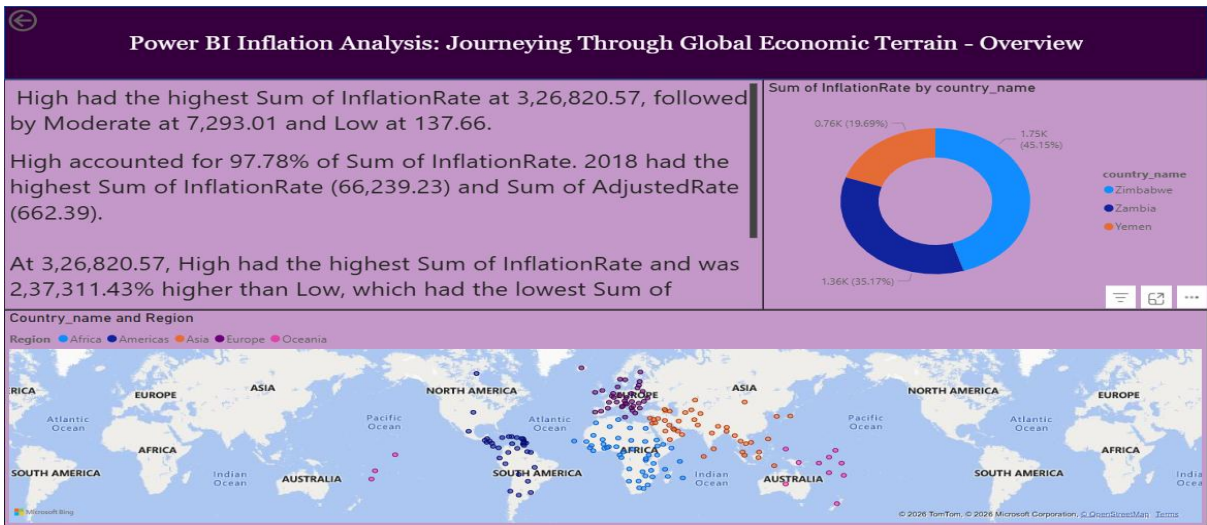 Power BI Inflation Analysis: Journeying Through Global Economic Terrain - Overview
High had the highest Sum of InflationRate at 3,26,820.57, followed
by Moderate at 7,293.01 and Low at 137.66.
High accounted for 97.78% of Sum of InflationRate. 2018 had the
highest Sum of InflationRate (66,239.23) and Sum of AdjustedRate
(662.39).
At 3,26,820.57, High had the highest Sum of InflationRate and was
2,37,311.43% higher than Low, which had the lowest Sum of
Sum of InflationRate by country_name
0.76K (19.69%)
1.75K
(45.15%)
1.36K (35.17%)
country_name
Zimbabwe
Zambia
Yemen
Country_name and Region
Region Africa Americas Asia Europe Oceania
RICA
EUROPE
ASIA
NORTH AMERICA
EUROPE
ASIA
NORTH AMERICA
EUROPE
Atlantic
Ocean
Pacific
Ocean
Atlantic
Ocean
Pacific
Ocean
Atlantic
Ocean
AFRICA
AFRICA
AFRICA
SOUTH AMERICA
Indian
Ocean
AUSTRALIA
SOUTH AMERICA
Indian
Ocean
AUSTRALIA
SOUTH AMERICA
India
Ocea
Microsoft Bing
© 2026 TomTom, © 2026 Microsoft Corporation, © OpenStreetMap Terms